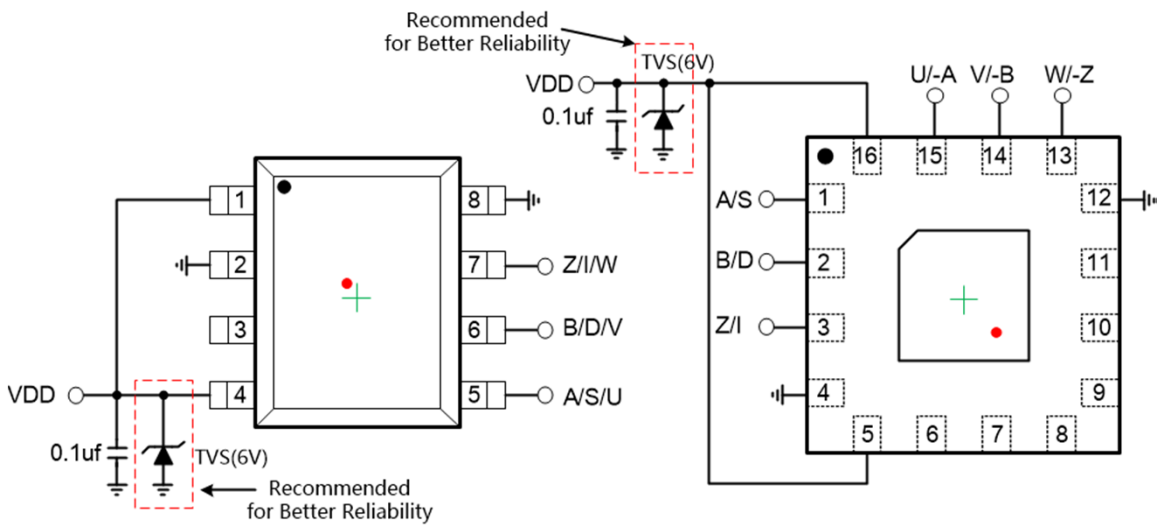 Recommended
for Better Reliability
TVS(6V)
VDD
0.1uf
U/-A
V/-B
W/-Z
16
15
14
13
A/S
1
12
B/D
2
11
Z/I
3
10
4
9
5
6
7
8
1
8
2
7
Z/I/W
3
6
B/D/V
VDD
4
5
A/S/U
0.1uf
TVS(6V)
Recommended
for Better Reliability